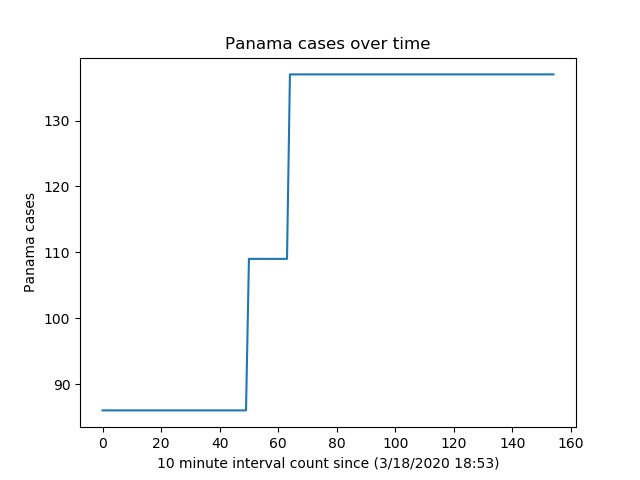 Panama cases over time
Panama cases
130
120
110
100
90
0 20 40 60 80 100 120 140 160
10 minute interval count since (3/18/2020 18:53)